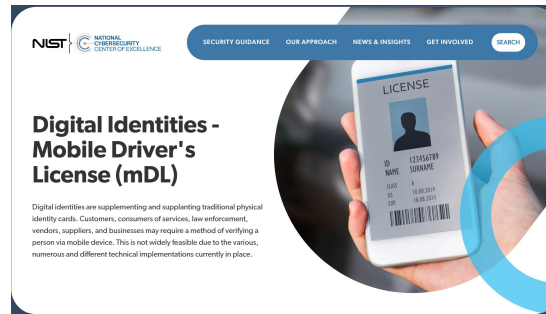 NIST
NATIONAL
CYBERSECURITY
CENTER OF EXCELLENCE
SECURITY GUIDANCE OUR APPROACH NEWS & INSIGHTS GET INVOLVED SEARCH
Digital Identities -
Mobile Driver's
License (mDL)
Digital identities are supplementing and supplanting traditional physical
identity cards. Customers, consumers of services, law enforcement,
vendors, suppliers, and businesses may require a method of verifying a
person via mobile device. This is not widely feasible due to the various,
numerous and different technical implementations currently in place.
LICENSE
ID 123456789
NAME SURNAME
CLASS
10.08.2019
EXP 10.08.2024